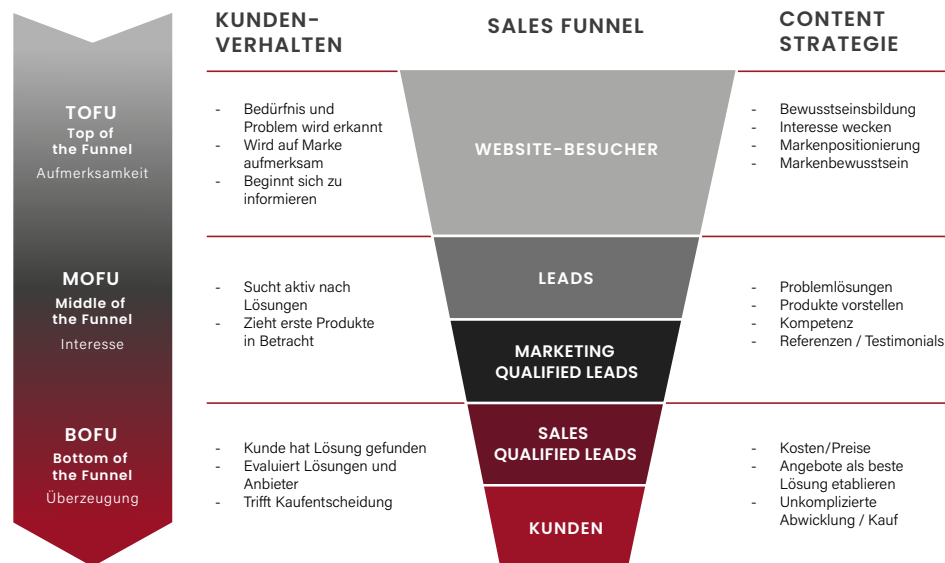 KUNDEN-
VERHALTEN
SALES FUNNEL
CONTENT
STRATEGIE
TOFU
Top of
the Funnel
Aufmerksamkeit
- Bedürfnis und
Problem wird erkannt
- Wird auf Marke
aufmerksam
- Beginnt sich zu
informieren
WEBSITE-BESUCHER
- Bewusstseinsbildung
- Interesse wecken
- Markenpositionierung
- Markenbewusstsein
MOFU
Middle of
the Funnel
Interesse
- Sucht aktiv nach
Lösungen
- Zieht erste Produkte
in Betracht
LEADS
MARKETING
QUALIFIED LEADS
- Problemlösungen
- Produkte vorstellen
- Kompetenz
- Referenzen / Testimonials
BOFU
Bottom of
the Funnel
Überzeugung
- Kunde hat Lösung gefunden
- Evaluiert Lösungen und
Anbieter
- Trifft Kaufentscheidung
SALES
QUALIFIED LEADS
KUNDEN
- Kosten/Preise
- Angebote als beste
Lösung etablieren
- Unkomplizierte
Abwicklung / Kauf